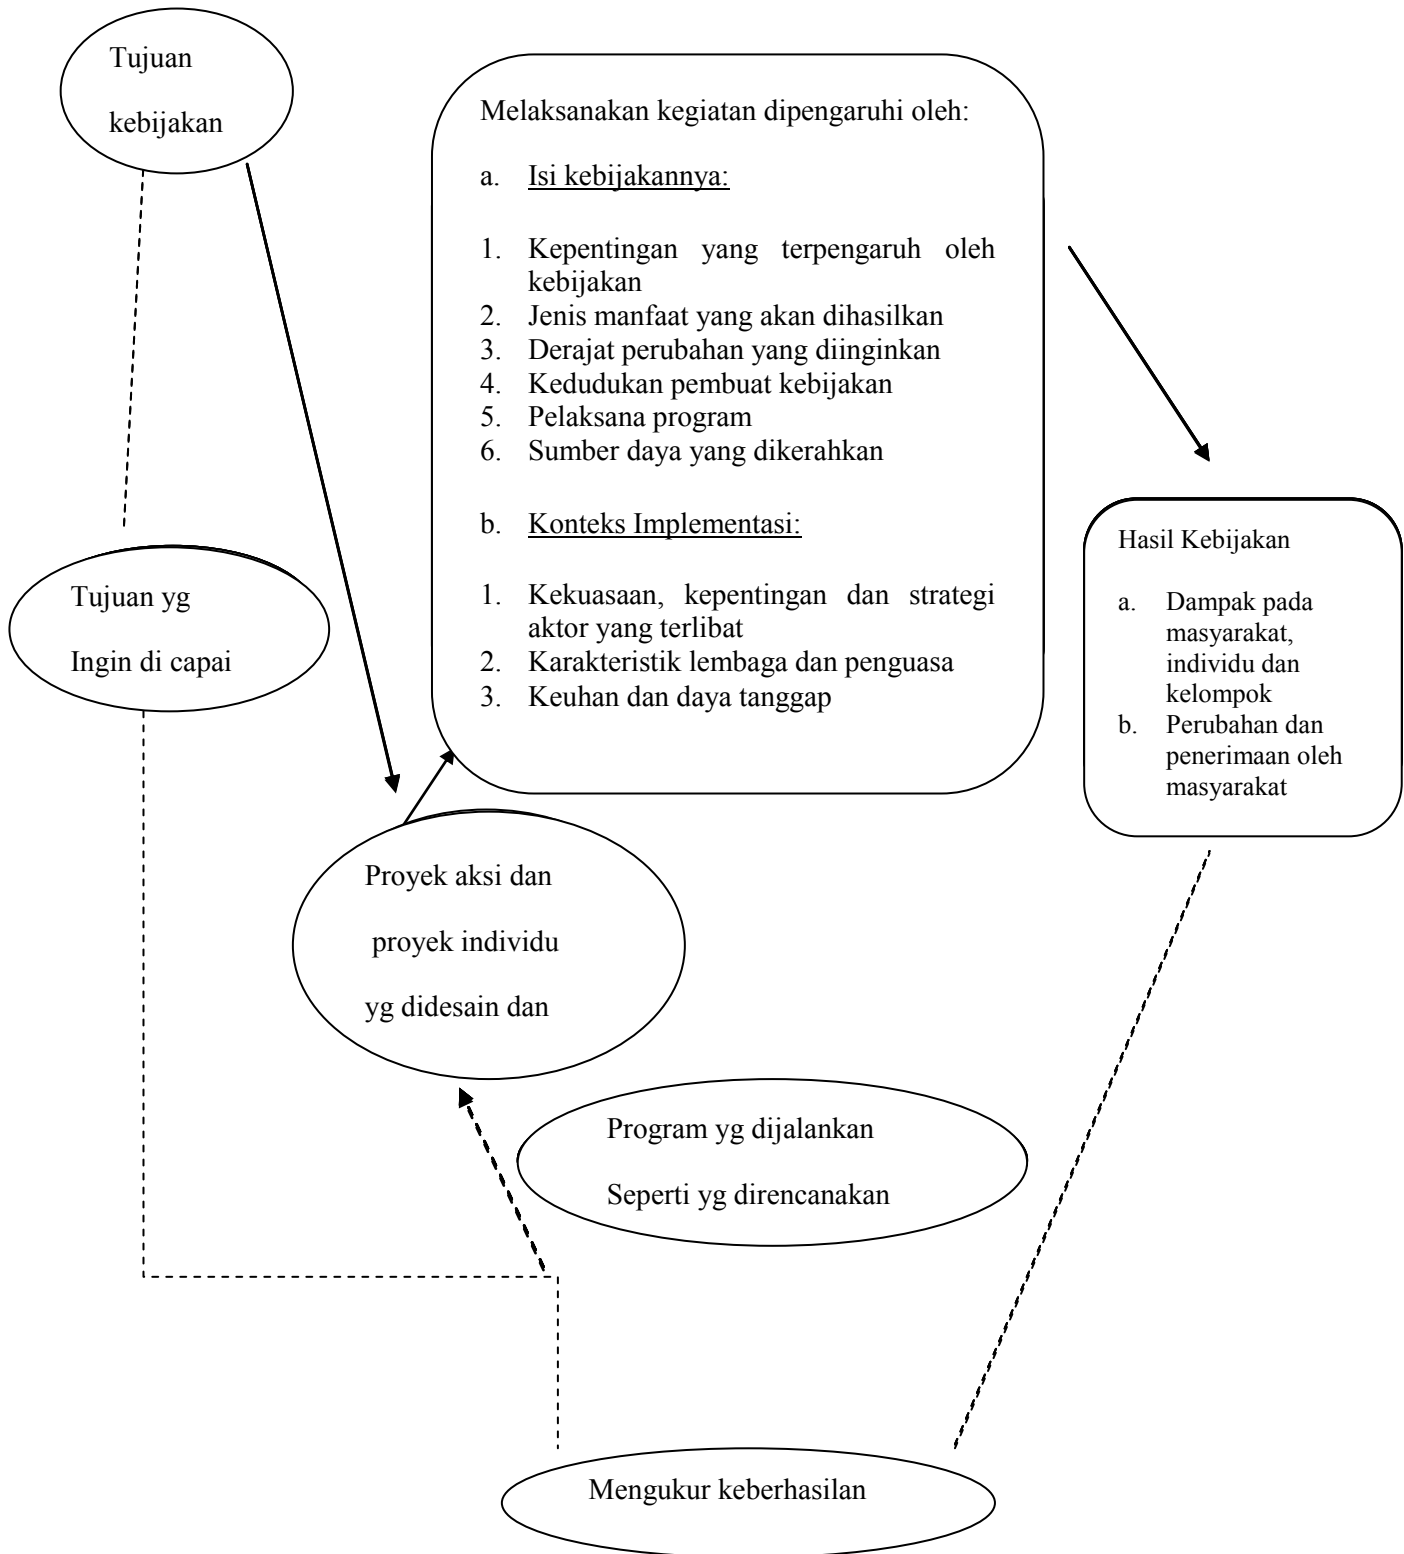 Tujuan
kebijakan
Melaksanakan kegiatan dipengaruhi oleh:
a. Isi kebijakannya:
1. Kepentingan yang terpengaruh oleh
kebijakan
2. Jenis manfaat yang akan dihasilkan
3. Derajat perubahan yang diinginkan
4. Kedudukan pembuat kebijakan
5. Pelaksana program
6. Sumber daya yang dikerahkan
b. Konteks Implementasi:
1. Kekuasaan, kepentingan dan strategi
aktor yang terlibat
2. Karakteristik lembaga dan penguasa
3. Keuhan dan daya tanggap
Tujuan yg
Ingin di capai
Hasil Kebijakan
a. Dampak pada
masyarakat,
individu dan
kelompok
b. Perubahan dan
penerimaan oleh
masyarakat
Proyek aksi dan
proyek individu
yg didesain dan
Program yg dijalankan
Seperti yg direncanakan
Mengukur keberhasilan